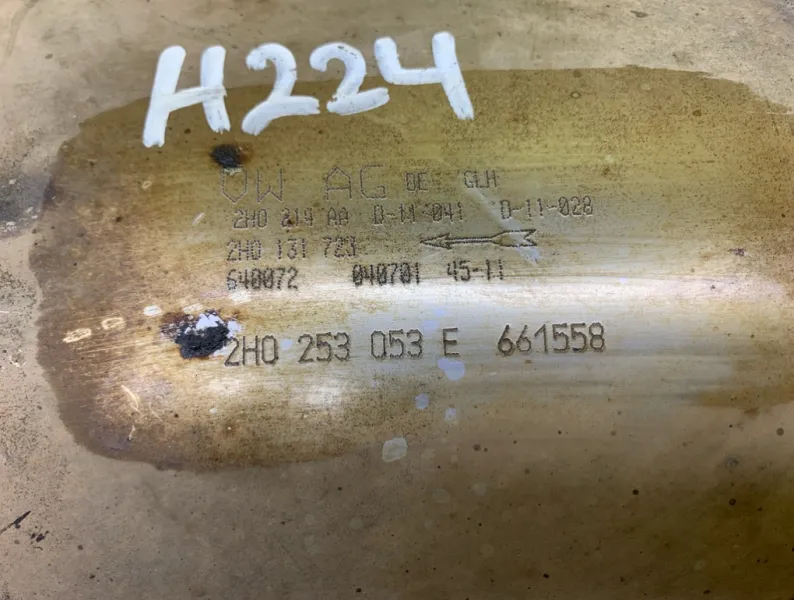 H224
VW AG DE GLH
2H0 219 AA D-11 041 D-11-028
2H0 131 723
640072 040701 45-11
2H0 253 053 E 661558